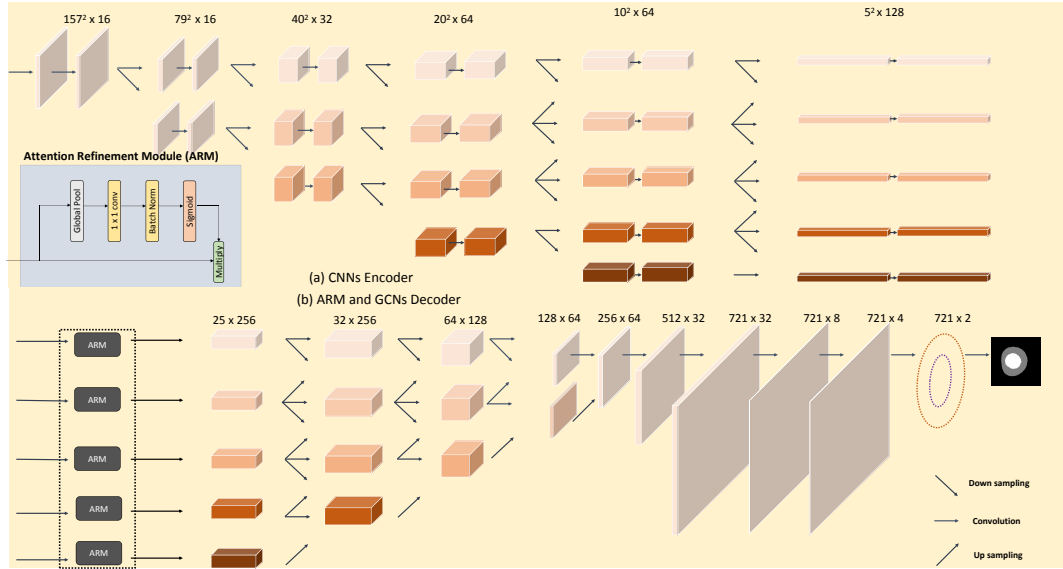 157² x 16
79² x 16
40² x 32
20² x 64
10² x 64
5² x 128
Attention Refinement Module (ARM)
Global Pool
1 x 1 conv
Batch Norm
Sigmoid
Multiply
(a) CNNs Encoder
(b) ARM and GCNs Decoder
25 x 256
32 x 256
64 x 128
128 x 64
256 x 64
512 x 32
721 x 32
721 x 8
721 x 4
721 x 2
ARM
ARM
ARM
ARM
ARM
Down sampling
Convolution
Up sampling